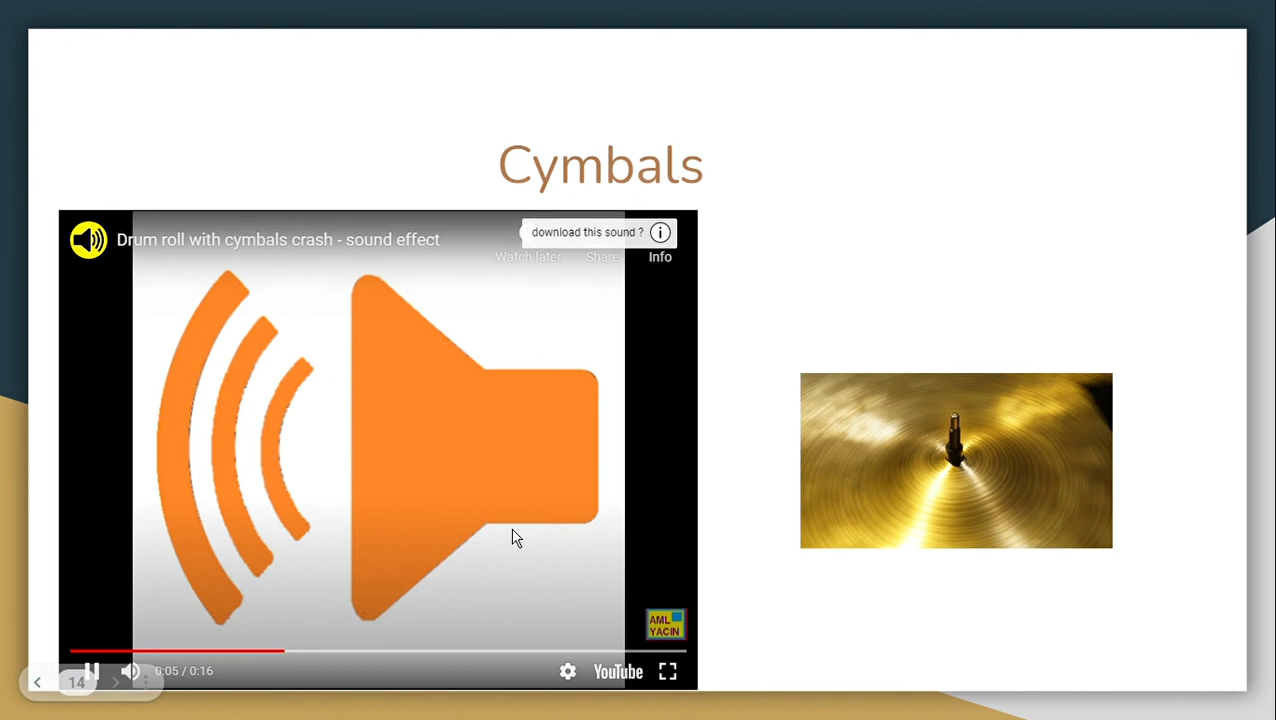 Cymbals
Drum roll with cymbals crash - sound effect
download this sound ?
Watch later
Share
Info
AML
YACIN
0:05 / 0:16
YouTube
14